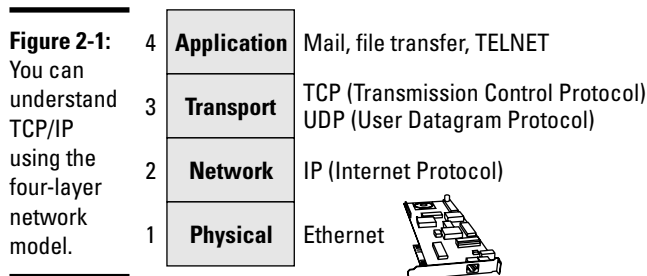 Figure 2-1:
You can
understand
TCP/IP
using the
four-layer
network
model.
4 Application Mail, file transfer, TELNET
3 Transport TCP (Transmission Control Protocol)
UDP (User Datagram Protocol)
2 Network IP (Internet Protocol)
1 Physical Ethernet